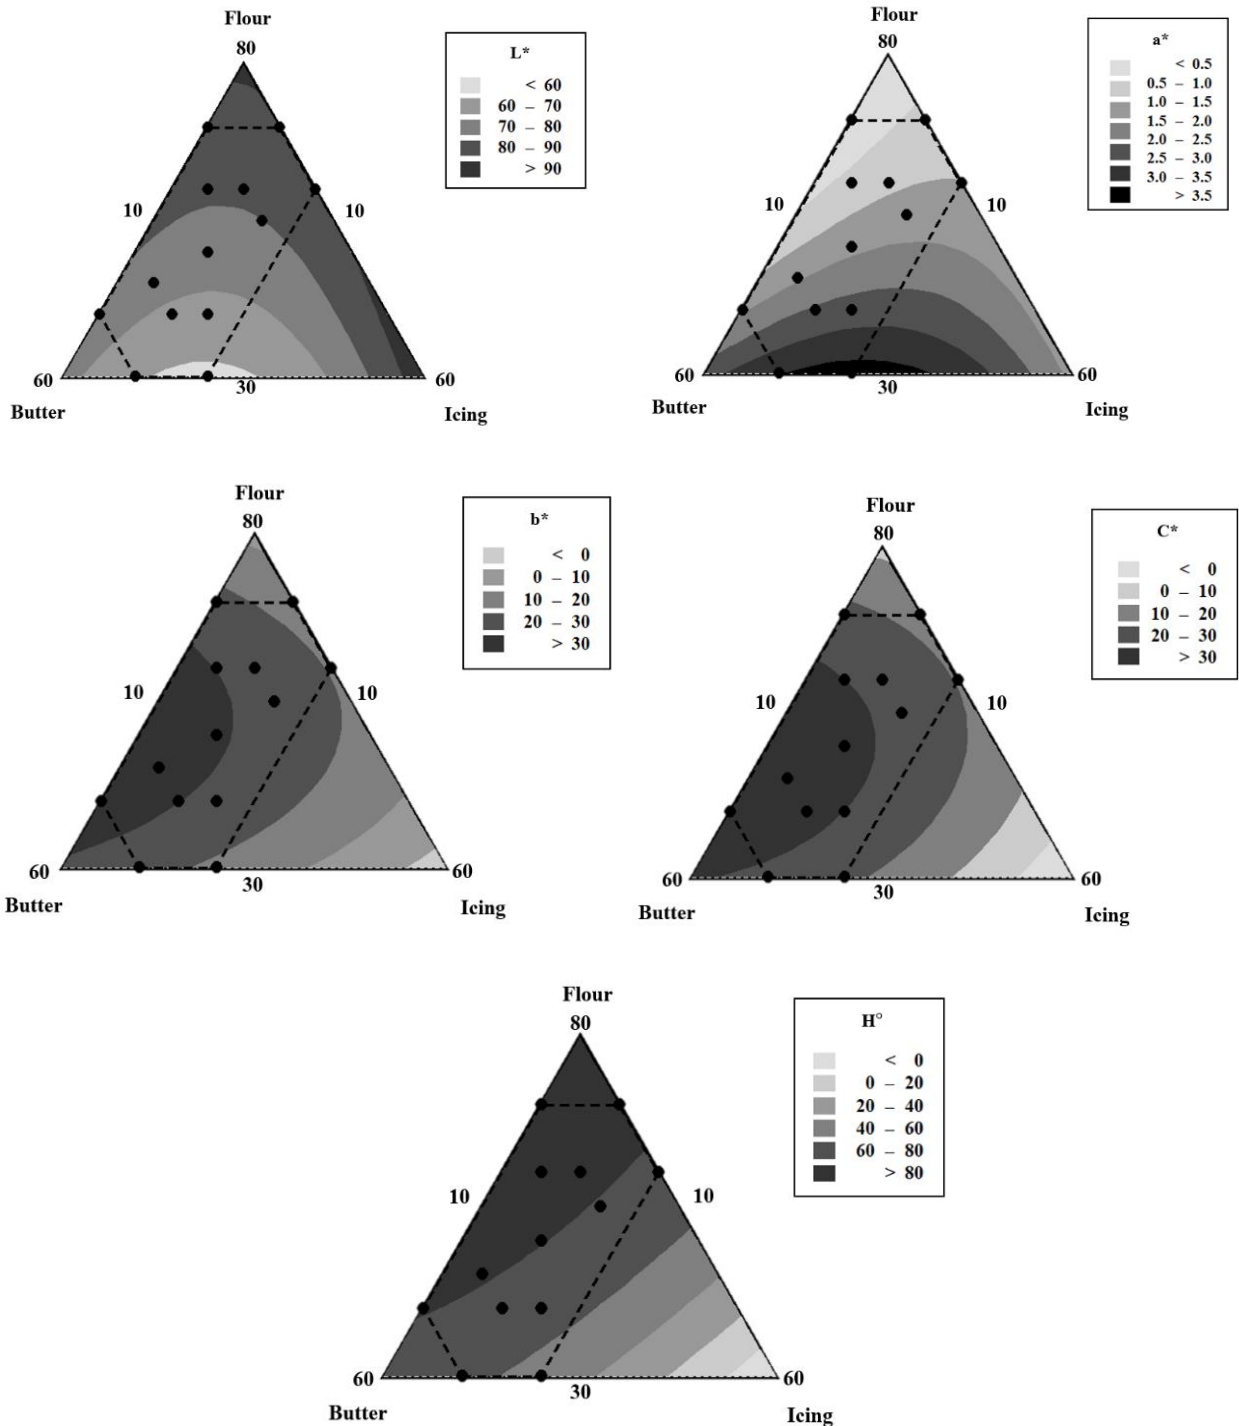 Flour
80
L*
< 60
60 – 70
70 – 80
80 – 90
> 90
10
10
60
30
60
Butter
Icing
Flour
80
a*
< 0.5
0.5 – 1.0
1.0 – 1.5
1.5 – 2.0
2.0 – 2.5
2.5 – 3.0
3.0 – 3.5
> 3.5
10
10
60
30
60
Butter
Icing
Flour
80
b*
< 0
0 – 10
10 – 20
20 – 30
> 30
10
10
60
30
60
Butter
Icing
Flour
80
C*
< 0
0 – 10
10 – 20
20 – 30
> 30
10
10
60
30
60
Butter
Icing
Flour
80
H°
< 0
0 – 20
20 – 40
40 – 60
60 – 80
> 80
10
10
60
30
60
Butter
Icing